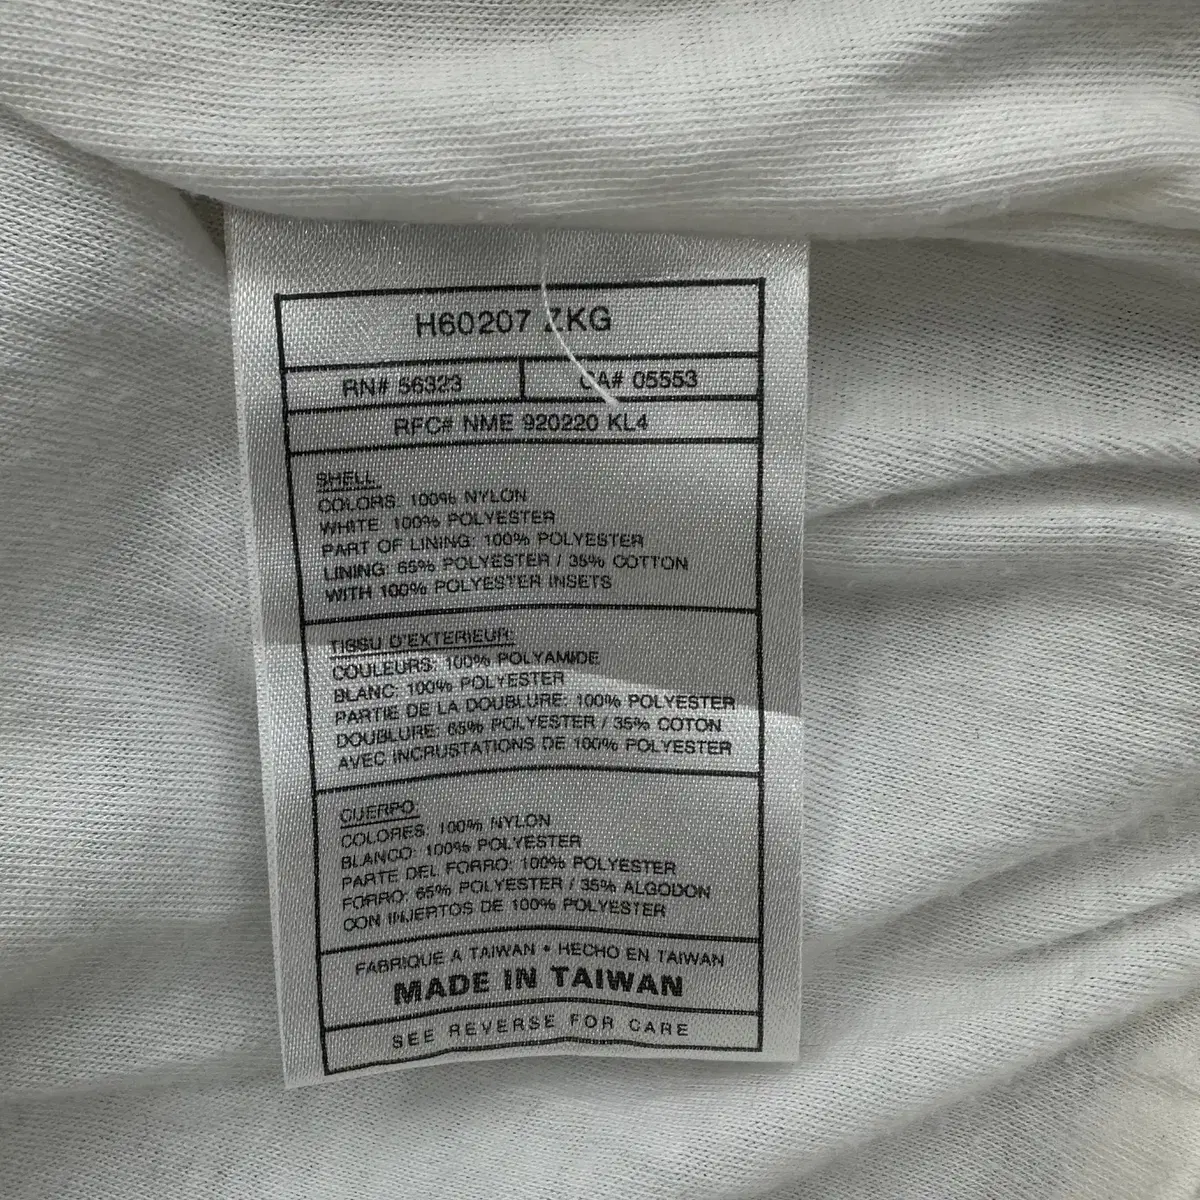 H60207 ZKG
RN# 56323
CA# 05553
RFC# NME 920220 KL4
SHELL
COLORS: 100% NYLON
WHITE: 100% POLYESTER
PART OF LINING: 100% POLYESTER
LINING: 65% POLYESTER / 35% COTTON
WITH 100% POLYESTER INSETS
TISSU D'EXTERIEUR:
COULEURS: 100% POLYAMIDE
BLANC: 100% POLYESTER
PARTIE DE LA DOUBLURE: 100% POLYESTER
DOUBLURE: 65% POLYESTER / 35% COTON
AVEC INCRUSTATIONS DE 100% POLYESTER
CUERPO
COLORES: 100% NYLON
BLANCO: 100% POLYESTER
PARTE DEL FORRO: 100% POLYESTER
FORRO: 65% POLYESTER / 35% ALGODON
CON INJERTOS DE 100% POLYESTER
FABRIQUE A TAIWAN • HECHO EN TAIWAN
MADE IN TAIWAN
SEE REVERSE FOR CARE